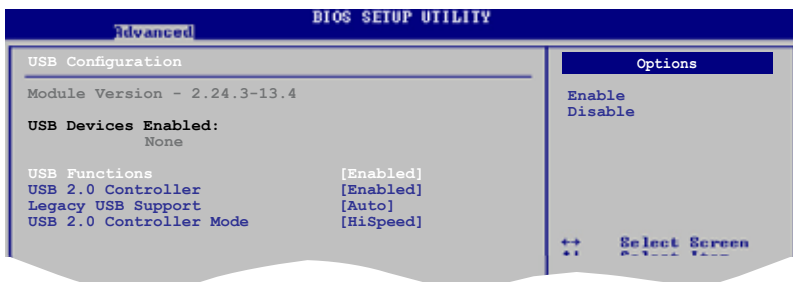 BIOS SETUP UTILITY
Advanced
USB Configuration
Module Version - 2.24.3-13.4
USB Devices Enabled:
None
USB Functions [Enabled]
USB 2.0 Controller [Enabled]
Legacy USB Support [Auto]
USB 2.0 Controller Mode [HiSpeed]
Options
Enable
Disable
↔ Select Screen